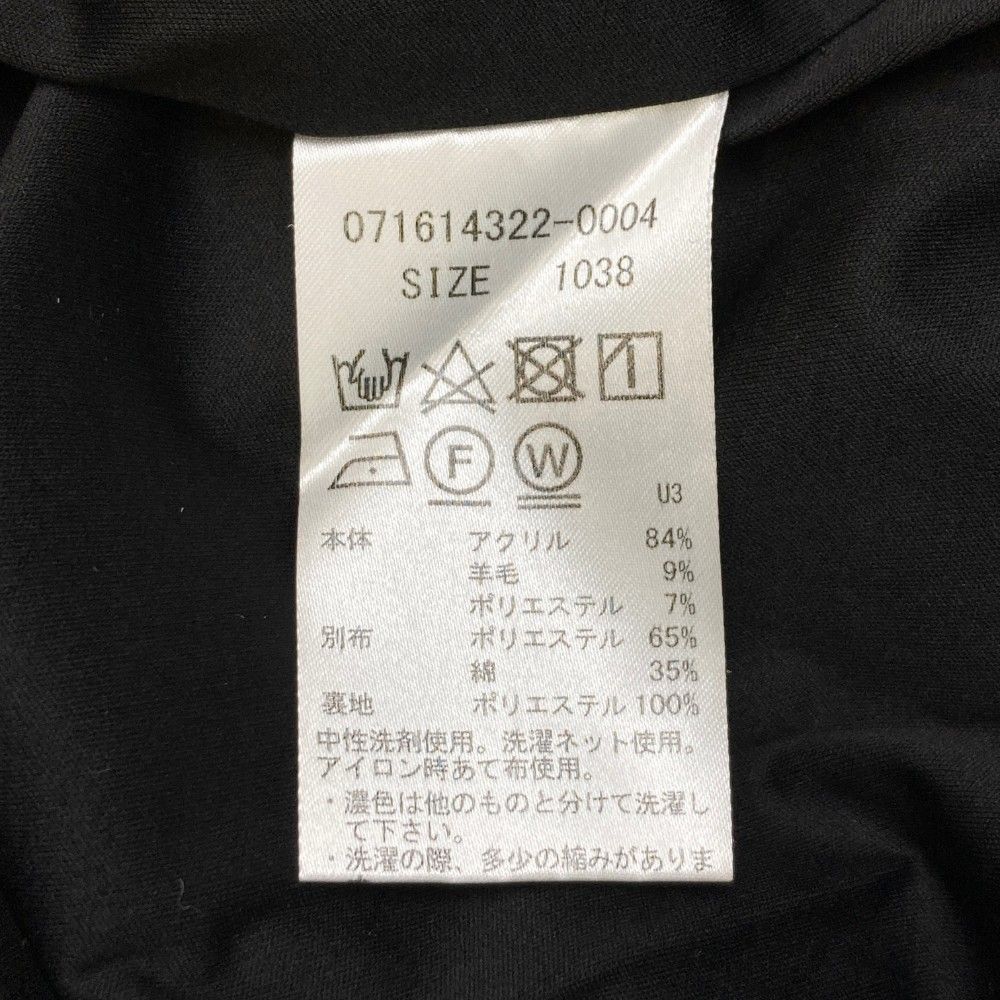 071614322-0004
SIZE 1038
F W
U3
本体 アクリル 84%
羊毛 9%
ポリエステル 7%
別布 ポリエステル 65%
綿 35%
裏地 ポリエステル 100%
中性洗剤使用。洗濯ネット使用。
アイロン時あて布使用。
・濃色は他のものと分けて洗濯し
て下さい。
・洗濯の際、多少の縮みがありま